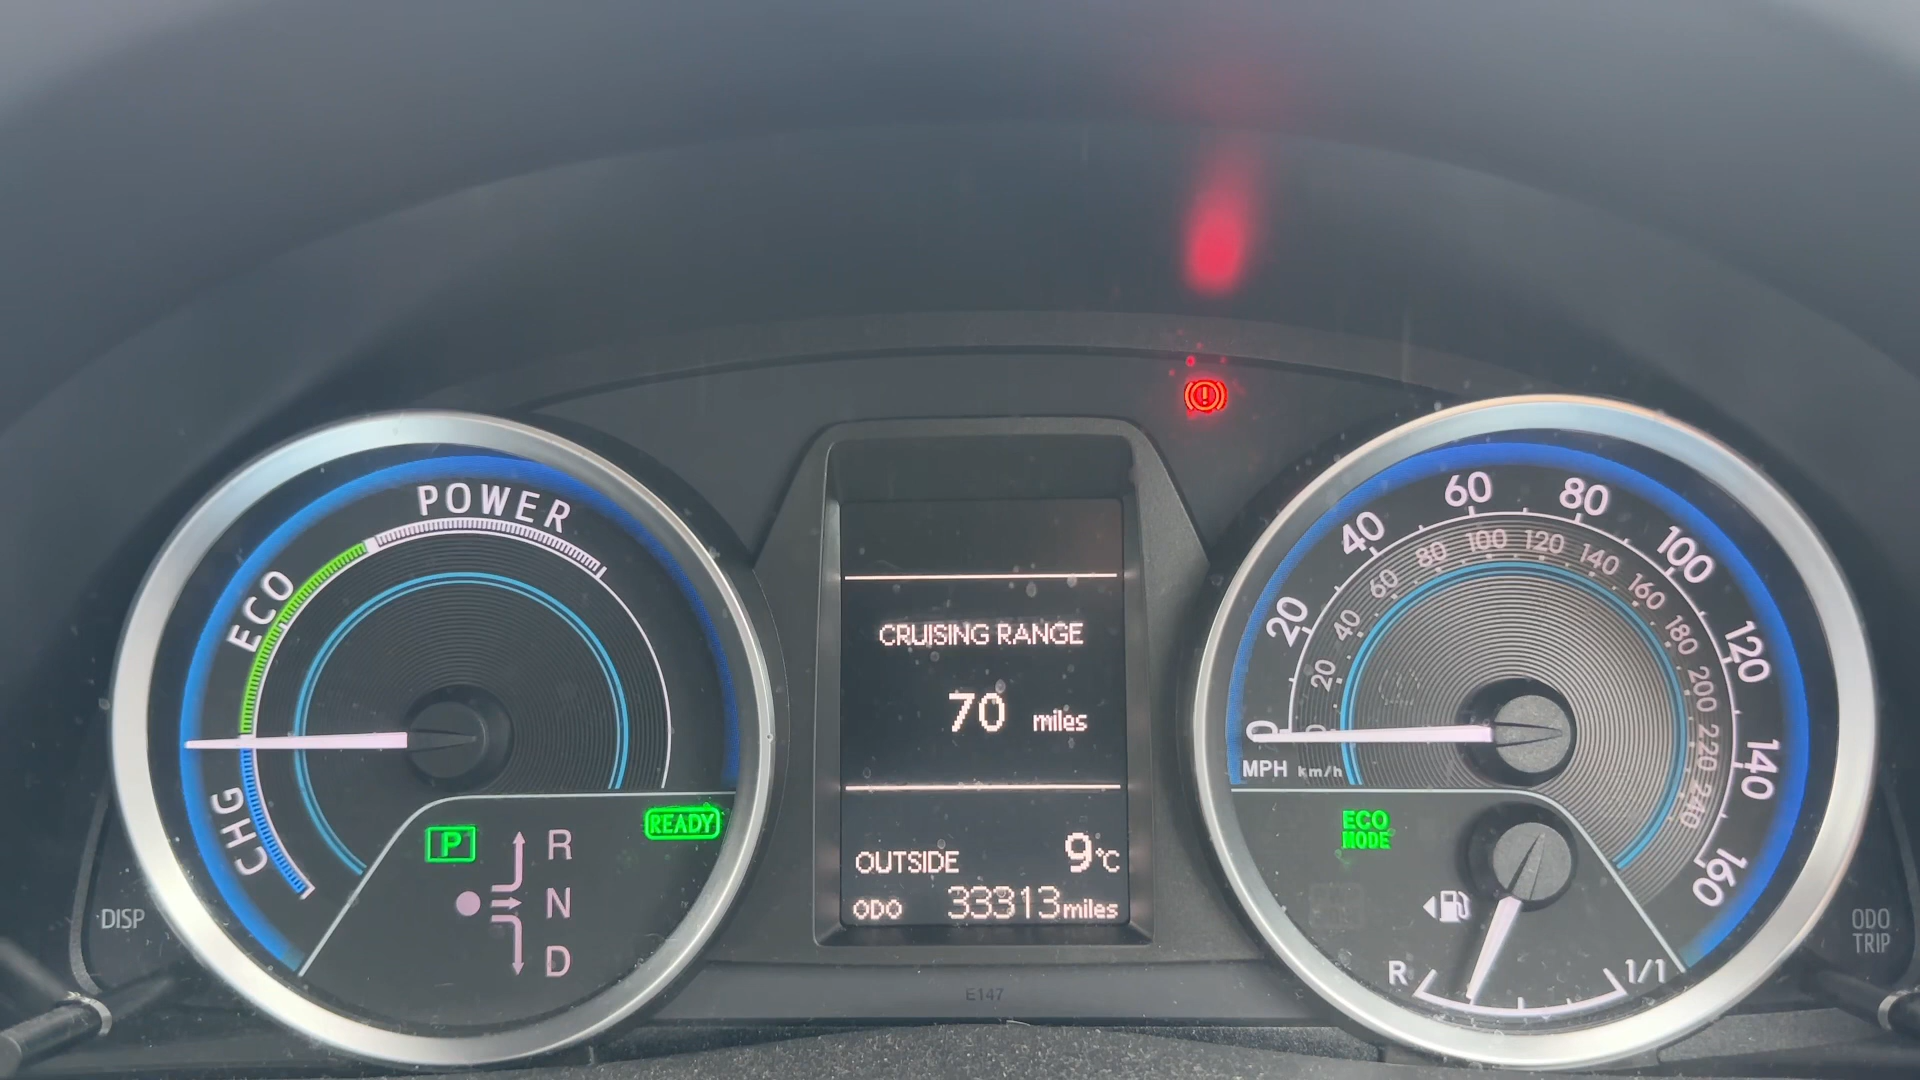 POWER
ECO
CHG
P
R
N
D
READY
DISP
!
CRUISING RANGE
70 miles
OUTSIDE 9°C
ODO 33313miles
E147
0
20
40
60
80
100
120
140
160
20
40
60
80
100
120
140
160
180
200
220
240
MPH km/h
ECO
MODE
R
1/1
ODO
TRIP